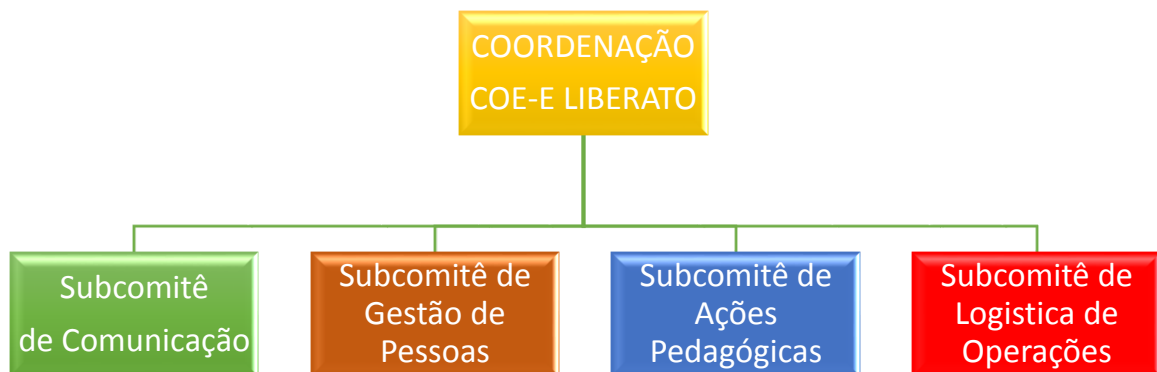 COORDENAÇÃO
COE-E LIBERATO
Subcomitê
de Comunicação
Subcomitê de
Gestão de
Pessoas
Subcomitê de
Ações
Pedagógicas
Subcomitê de
Logistica de
Operações